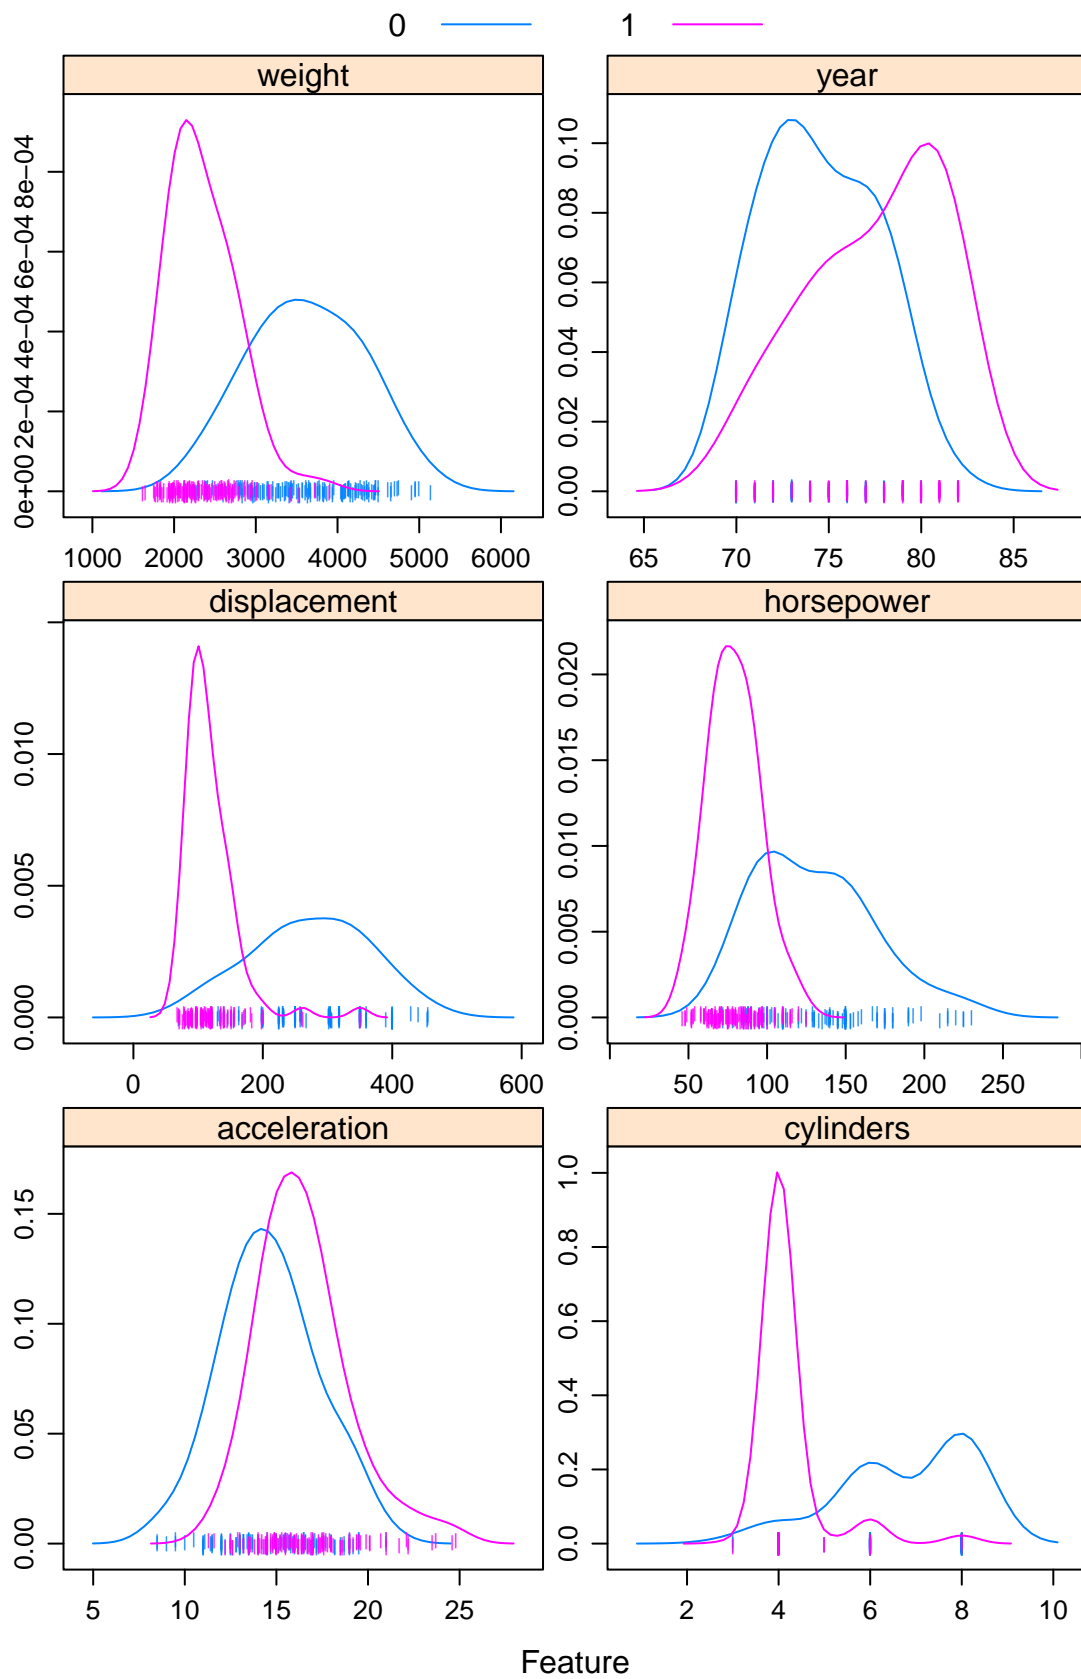 0 1
weight year
0e+00 2e−04 4e−04 6e−04 8e−04
0.00 0.02 0.04 0.06 0.08 0.10
1000 2000 3000 4000 5000 6000
65 70 75 80 85
displacement horsepower
0.000 0.005 0.010
0.000 0.005 0.010 0.015 0.020
0 200 400 600
50 100 150 200 250
acceleration cylinders
0.00 0.05 0.10 0.15
0.0 0.2 0.4 0.6 0.8 1.0
5 10 15 20 25
2 4 6 8 10
Feature